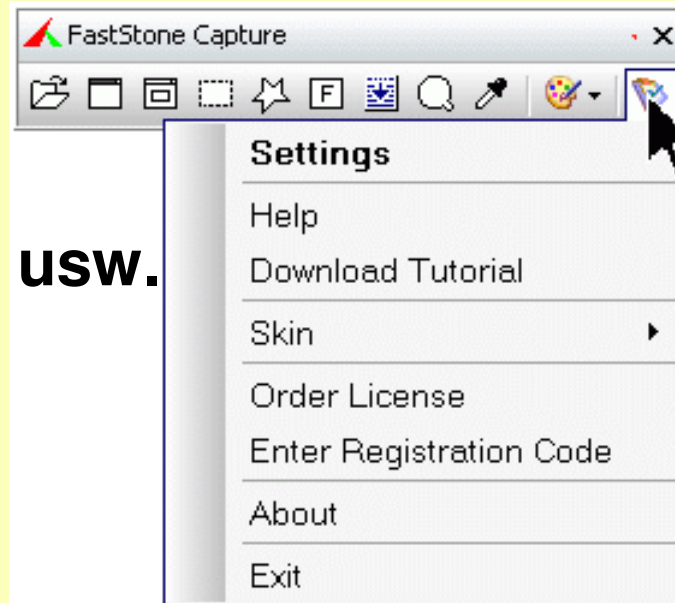 FastStone Capture
F
Settings
Help
usw.
Download Tutorial
Skin
Order License
Enter Registration Code
About
Exit